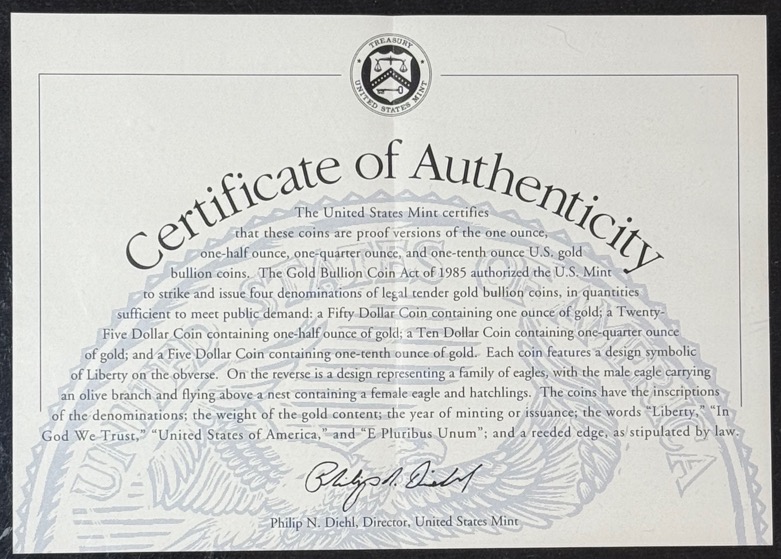 TREASURY
UNITED STATES MINT
Certificate of Authenticity
The United States Mint certifies
that these coins are proof versions of the one ounce,
one-half ounce, one-quarter ounce, and one-tenth ounce U.S. gold
bullion coins. The Gold Bullion Coin Act of 1985 authorized the U.S. Mint
to strike and issue four denominations of legal tender gold bullion coins, in quantities
sufficient to meet public demand: a Fifty Dollar Coin containing one ounce of gold; a Twenty-
Five Dollar Coin containing one-half ounce of gold; a Ten Dollar Coin containing one-quarter ounce
of gold; and a Five Dollar Coin containing one-tenth ounce of gold. Each coin features a design symbolic
of Liberty on the obverse. On the reverse is a design representing a family of eagles, with the male eagle carrying
an olive branch and flying above a nest containing a female eagle and hatchlings. The coins have the inscriptions
of the denominations; the weight of the gold content; the year of minting or issuance; the words “Liberty,” “In
God We Trust,” “United States of America,” and “E Pluribus Unum”; and a reeded edge, as stipulated by law.
UNITED STATES OF AMERICA
Philip N. Diehl
Philip N. Diehl, Director, United States Mint